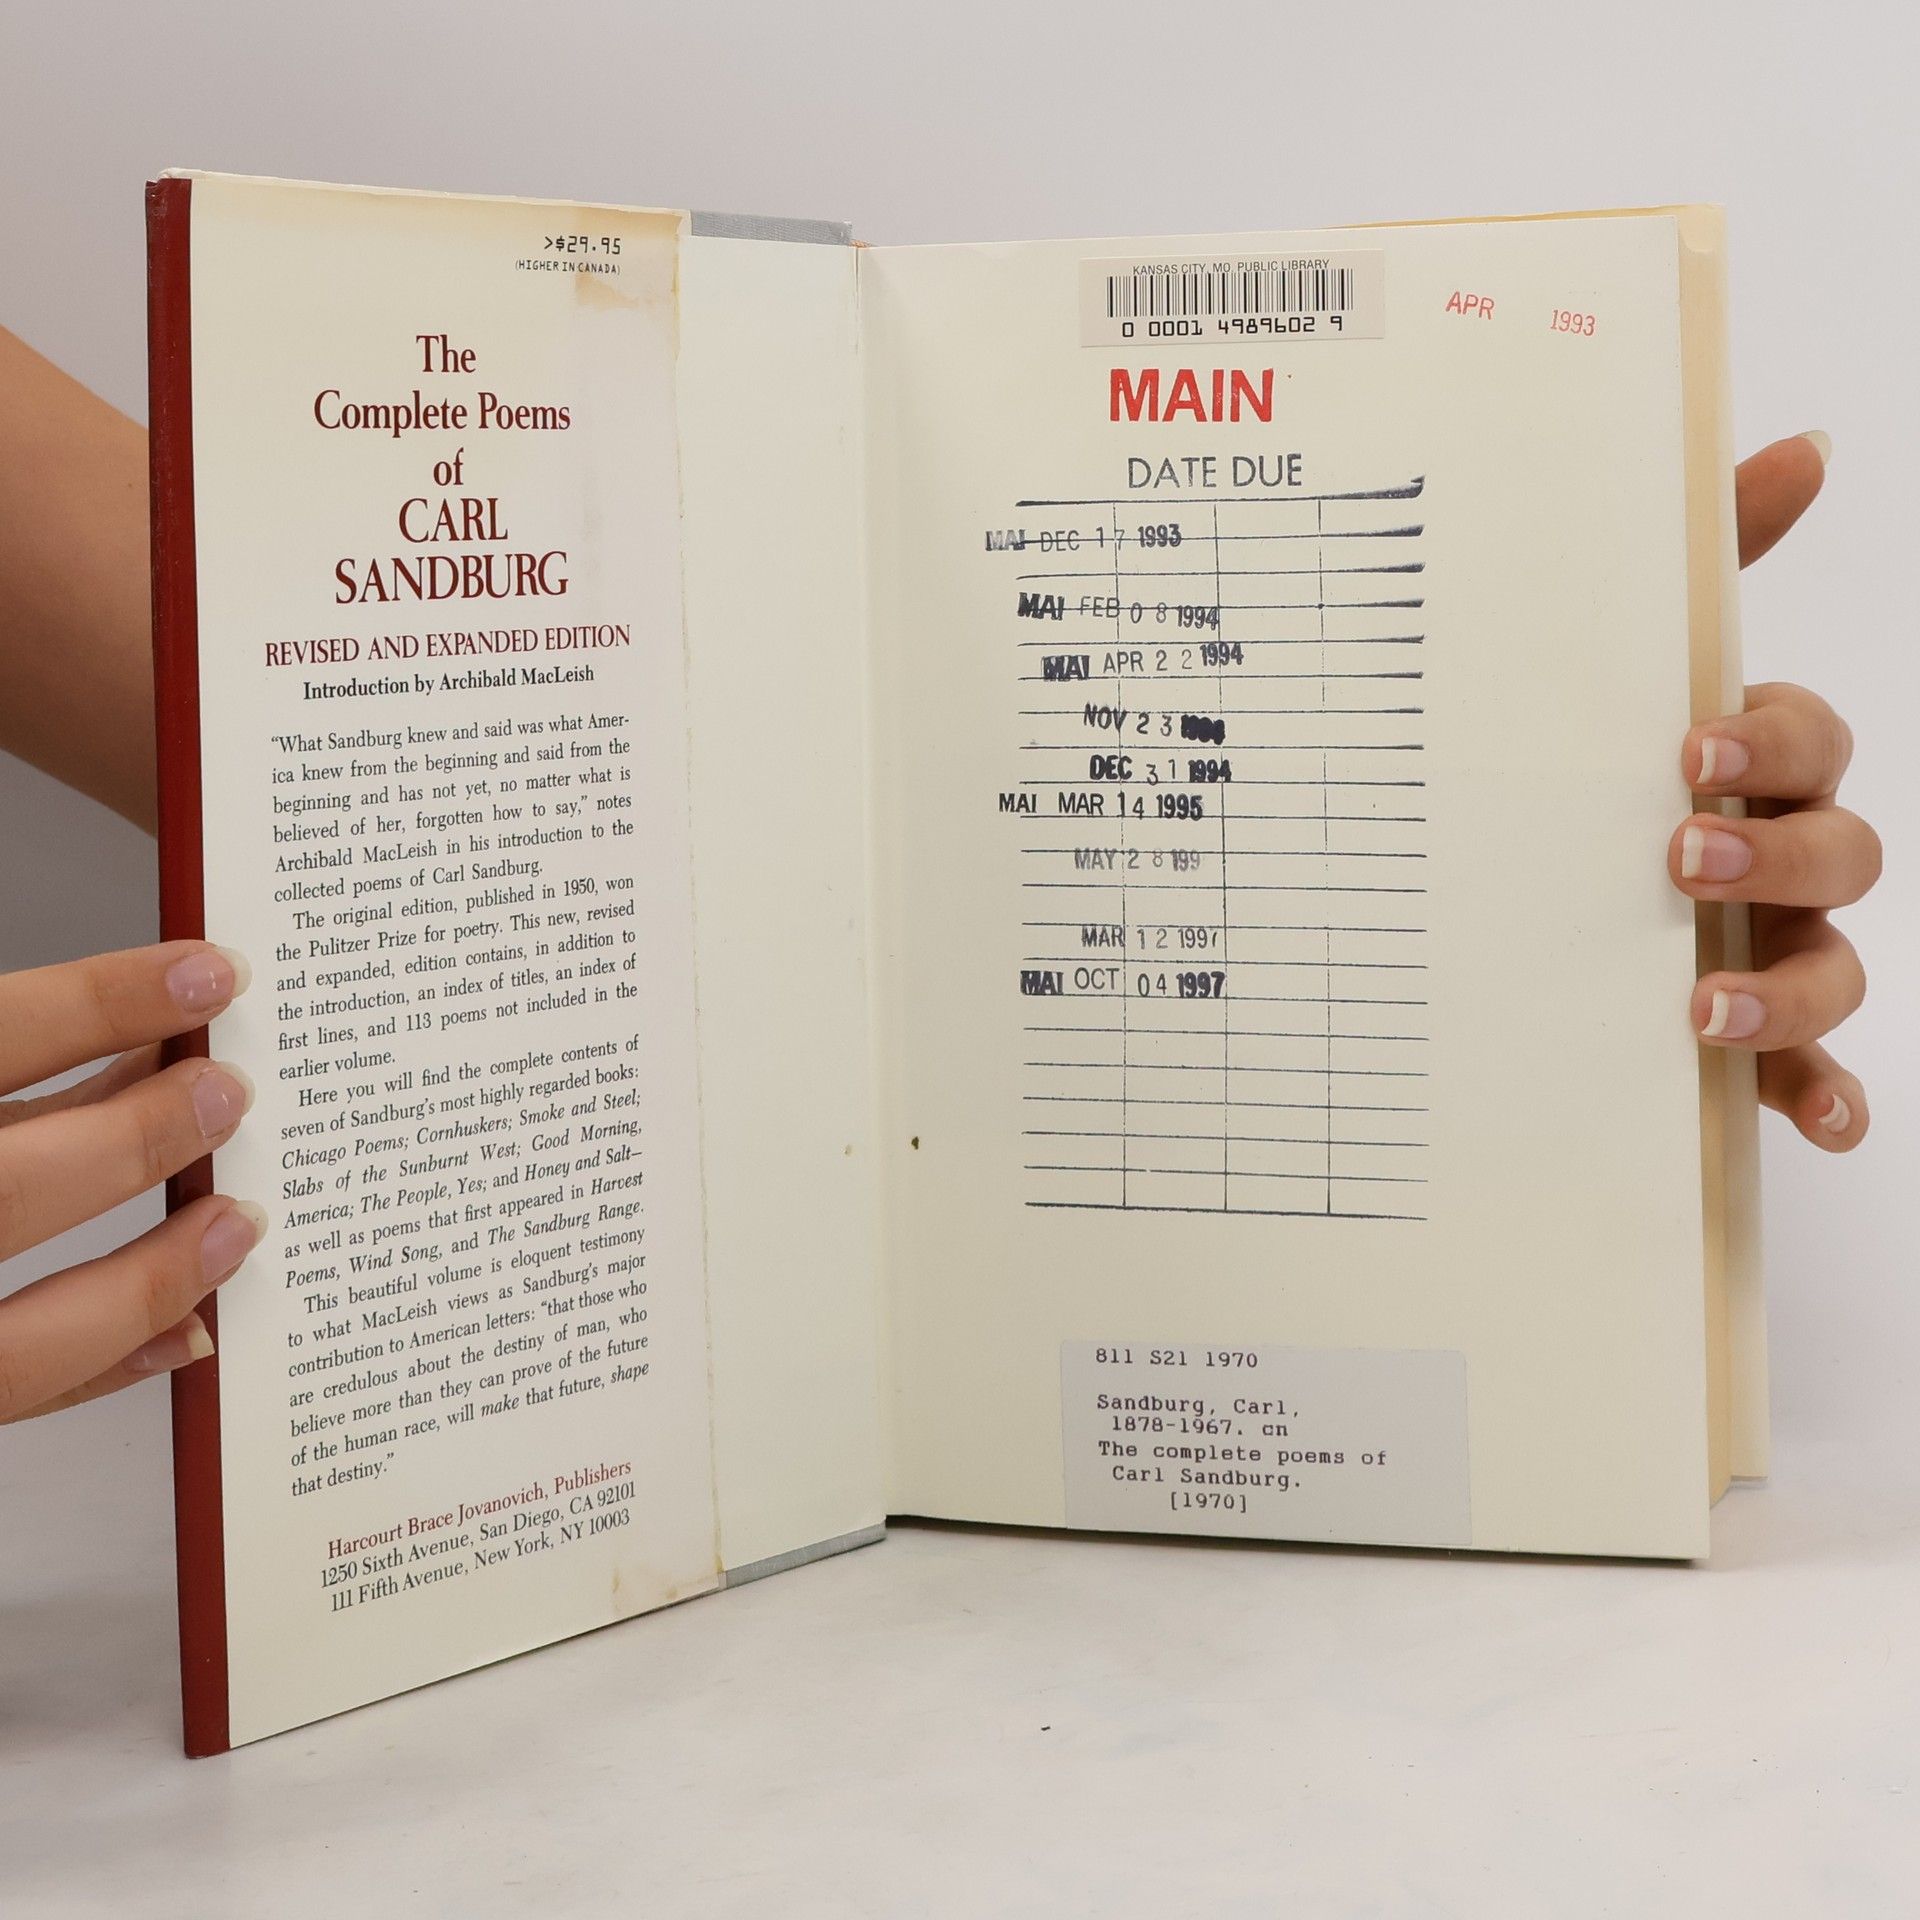 >$29.95
(HIGHER IN CANADA)
The
Complete Poems
of
CARL
SANDBURG
REVISED AND EXPANDED EDITION
Introduction by Archibald MacLeish
“What Sandburg knew and said was what Amer-
ica knew from the beginning and said from the
beginning and has not yet, no matter what is
believed of her, forgotten how to say,” notes
Archibald MacLeish in his introduction to the
collected poems of Carl Sandburg.
The original edition, published in 1950, won
the Pulitzer Prize for poetry. This new, revised
and expanded, edition contains, in addition to
the introduction, an index of titles, an index of
first lines, and 113 poems not included in the
earlier volume.
Here you will find the complete contents of
seven of Sandburg’s most highly regarded books:
Chicago Poems; Cornhuskers; Smoke and Steel;
Slabs of the Sunburnt West; Good Morning,
America; The People, Yes; and Honey and Salt—
as well as poems that first appeared in Harvest
Poems, Wind Song, and The Sandburg Range.
This beautiful volume is eloquent testimony
to what MacLeish views as Sandburg’s major
contribution to American letters: “that those who
are credulous about the destiny of man, who
believe more than they can prove of the future
of the human race, will make that future, shape
that destiny.”
Harcourt Brace Jovanovich, Publishers
1250 Sixth Avenue, San Diego, CA 92101
111 Fifth Avenue, New York, NY 10003
KANSAS CITY, MO. PUBLIC LIBRARY
0 0001 4989602 9
APR 1993
MAIN
DATE DUE
MAI DEC 17 1993
MAI FEB 08 1994
MAI APR 22 1994
NOV 23 1994
DEC 31 1994
MAI MAR 14 1995
MAY 28 199
MAR 12 1997
MAI OCT 04 1997
811 S21 1970
Sandburg, Carl,
1878-1967. cn
The complete poems of
Carl Sandburg.
[1970]